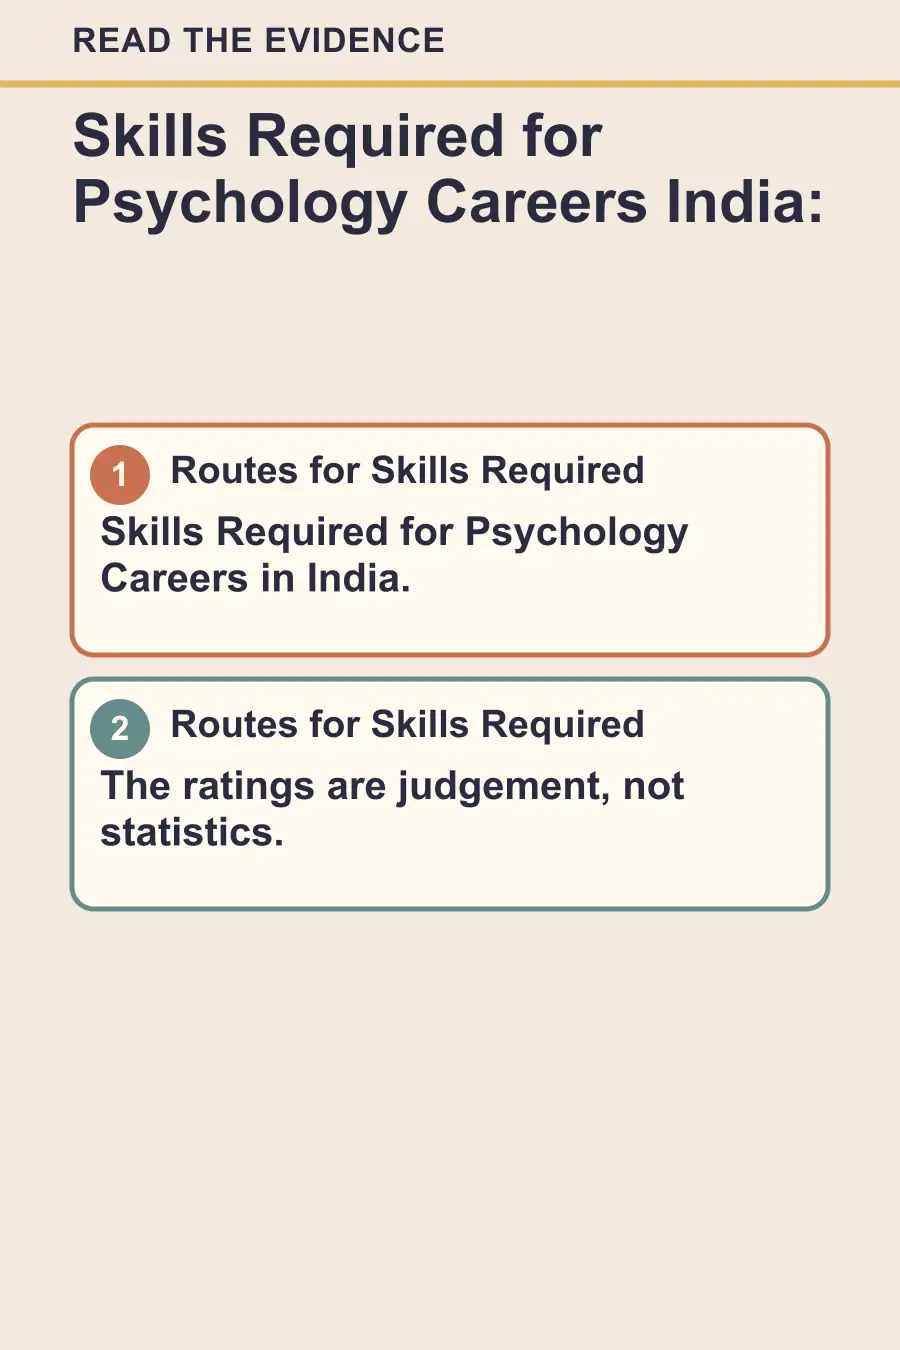 READ THE EVIDENCE
Skills Required for
Psychology Careers India:
1 Routes for Skills Required
Skills Required for Psychology
Careers in India.
2 Routes for Skills Required
The ratings are judgement, not
statistics.